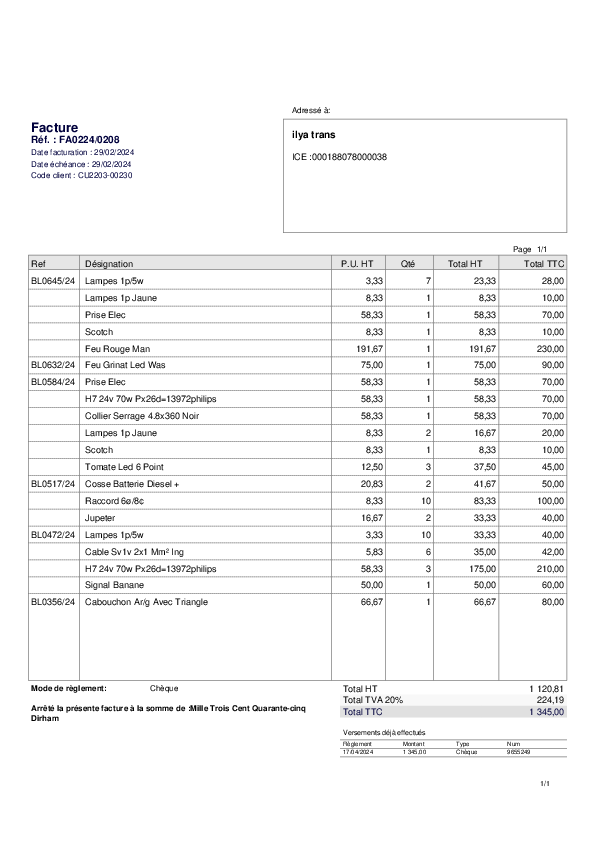 Adressé à:
Facture
Réf. : FA0224/0208
Date facturation : 29/02/2024
Date échéance : 29/02/2024
Code client : CU2203-00230
ilya trans
ICE :000188078000038
Page 1/1
Ref Désignation P.U. HT Qté Total HT Total TTC
BL0645/24 Lampes 1p/5w 3,33 7 23,33 28,00
Lampes 1p Jaune 8,33 1 8,33 10,00
Prise Elec 58,33 1 58,33 70,00
Scotch 8,33 1 8,33 10,00
Feu Rouge Man 191,67 1 191,67 230,00
BL0632/24 Feu Grinat Led Was 75,00 1 75,00 90,00
BL0584/24 Prise Elec 58,33 1 58,33 70,00
H7 24v 70w Px26d=13972philips 58,33 1 58,33 70,00
Collier Serrage 4.8x360 Noir 58,33 1 58,33 70,00
Lampes 1p Jaune 8,33 2 16,67 20,00
Scotch 8,33 1 8,33 10,00
Tomate Led 6 Point 12,50 3 37,50 45,00
BL0517/24 Cosse Batterie Diesel + 20,83 2 41,67 50,00
Raccord 6ø/8¢ 8,33 10 83,33 100,00
Jupeter 16,67 2 33,33 40,00
BL0472/24 Lampes 1p/5w 3,33 10 33,33 40,00
Cable Sv1v 2x1 Mm² Ing 5,83 6 35,00 42,00
H7 24v 70w Px26d=13972philips 58,33 3 175,00 210,00
Signal Banane 50,00 1 50,00 60,00
BL0356/24 Cabouchon Ar/g Avec Triangle 66,67 1 66,67 80,00
Mode de règlement: Chèque
Total HT 1 120,81
Total TVA 20% 224,19
Total TTC 1 345,00
Arrêté la présente facture à la somme de :Mille Trois Cent Quarante-cinq
Dirham
Versements déjà effectués
Règlement Montant Type Num
17/04/2024 1 345,00 Chèque 9655249
1/1